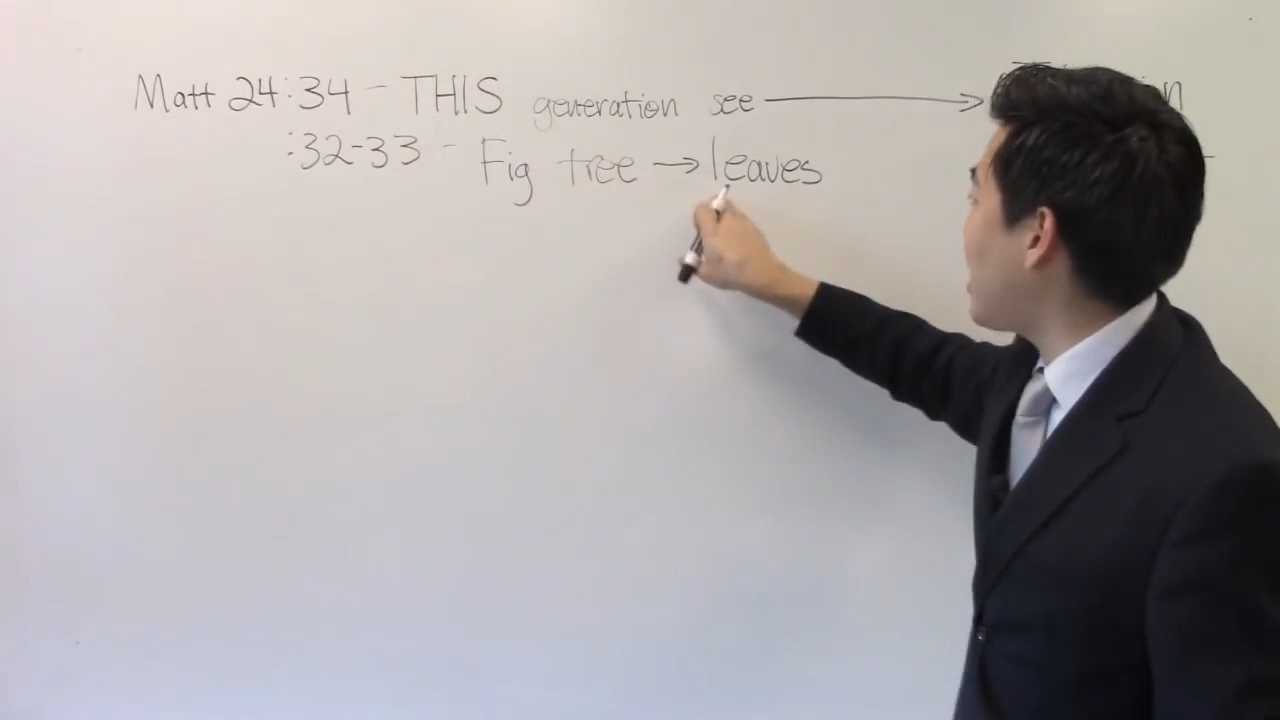 Matt 24:34 - THIS generation see →
:32-33 - Fig tree → leaves